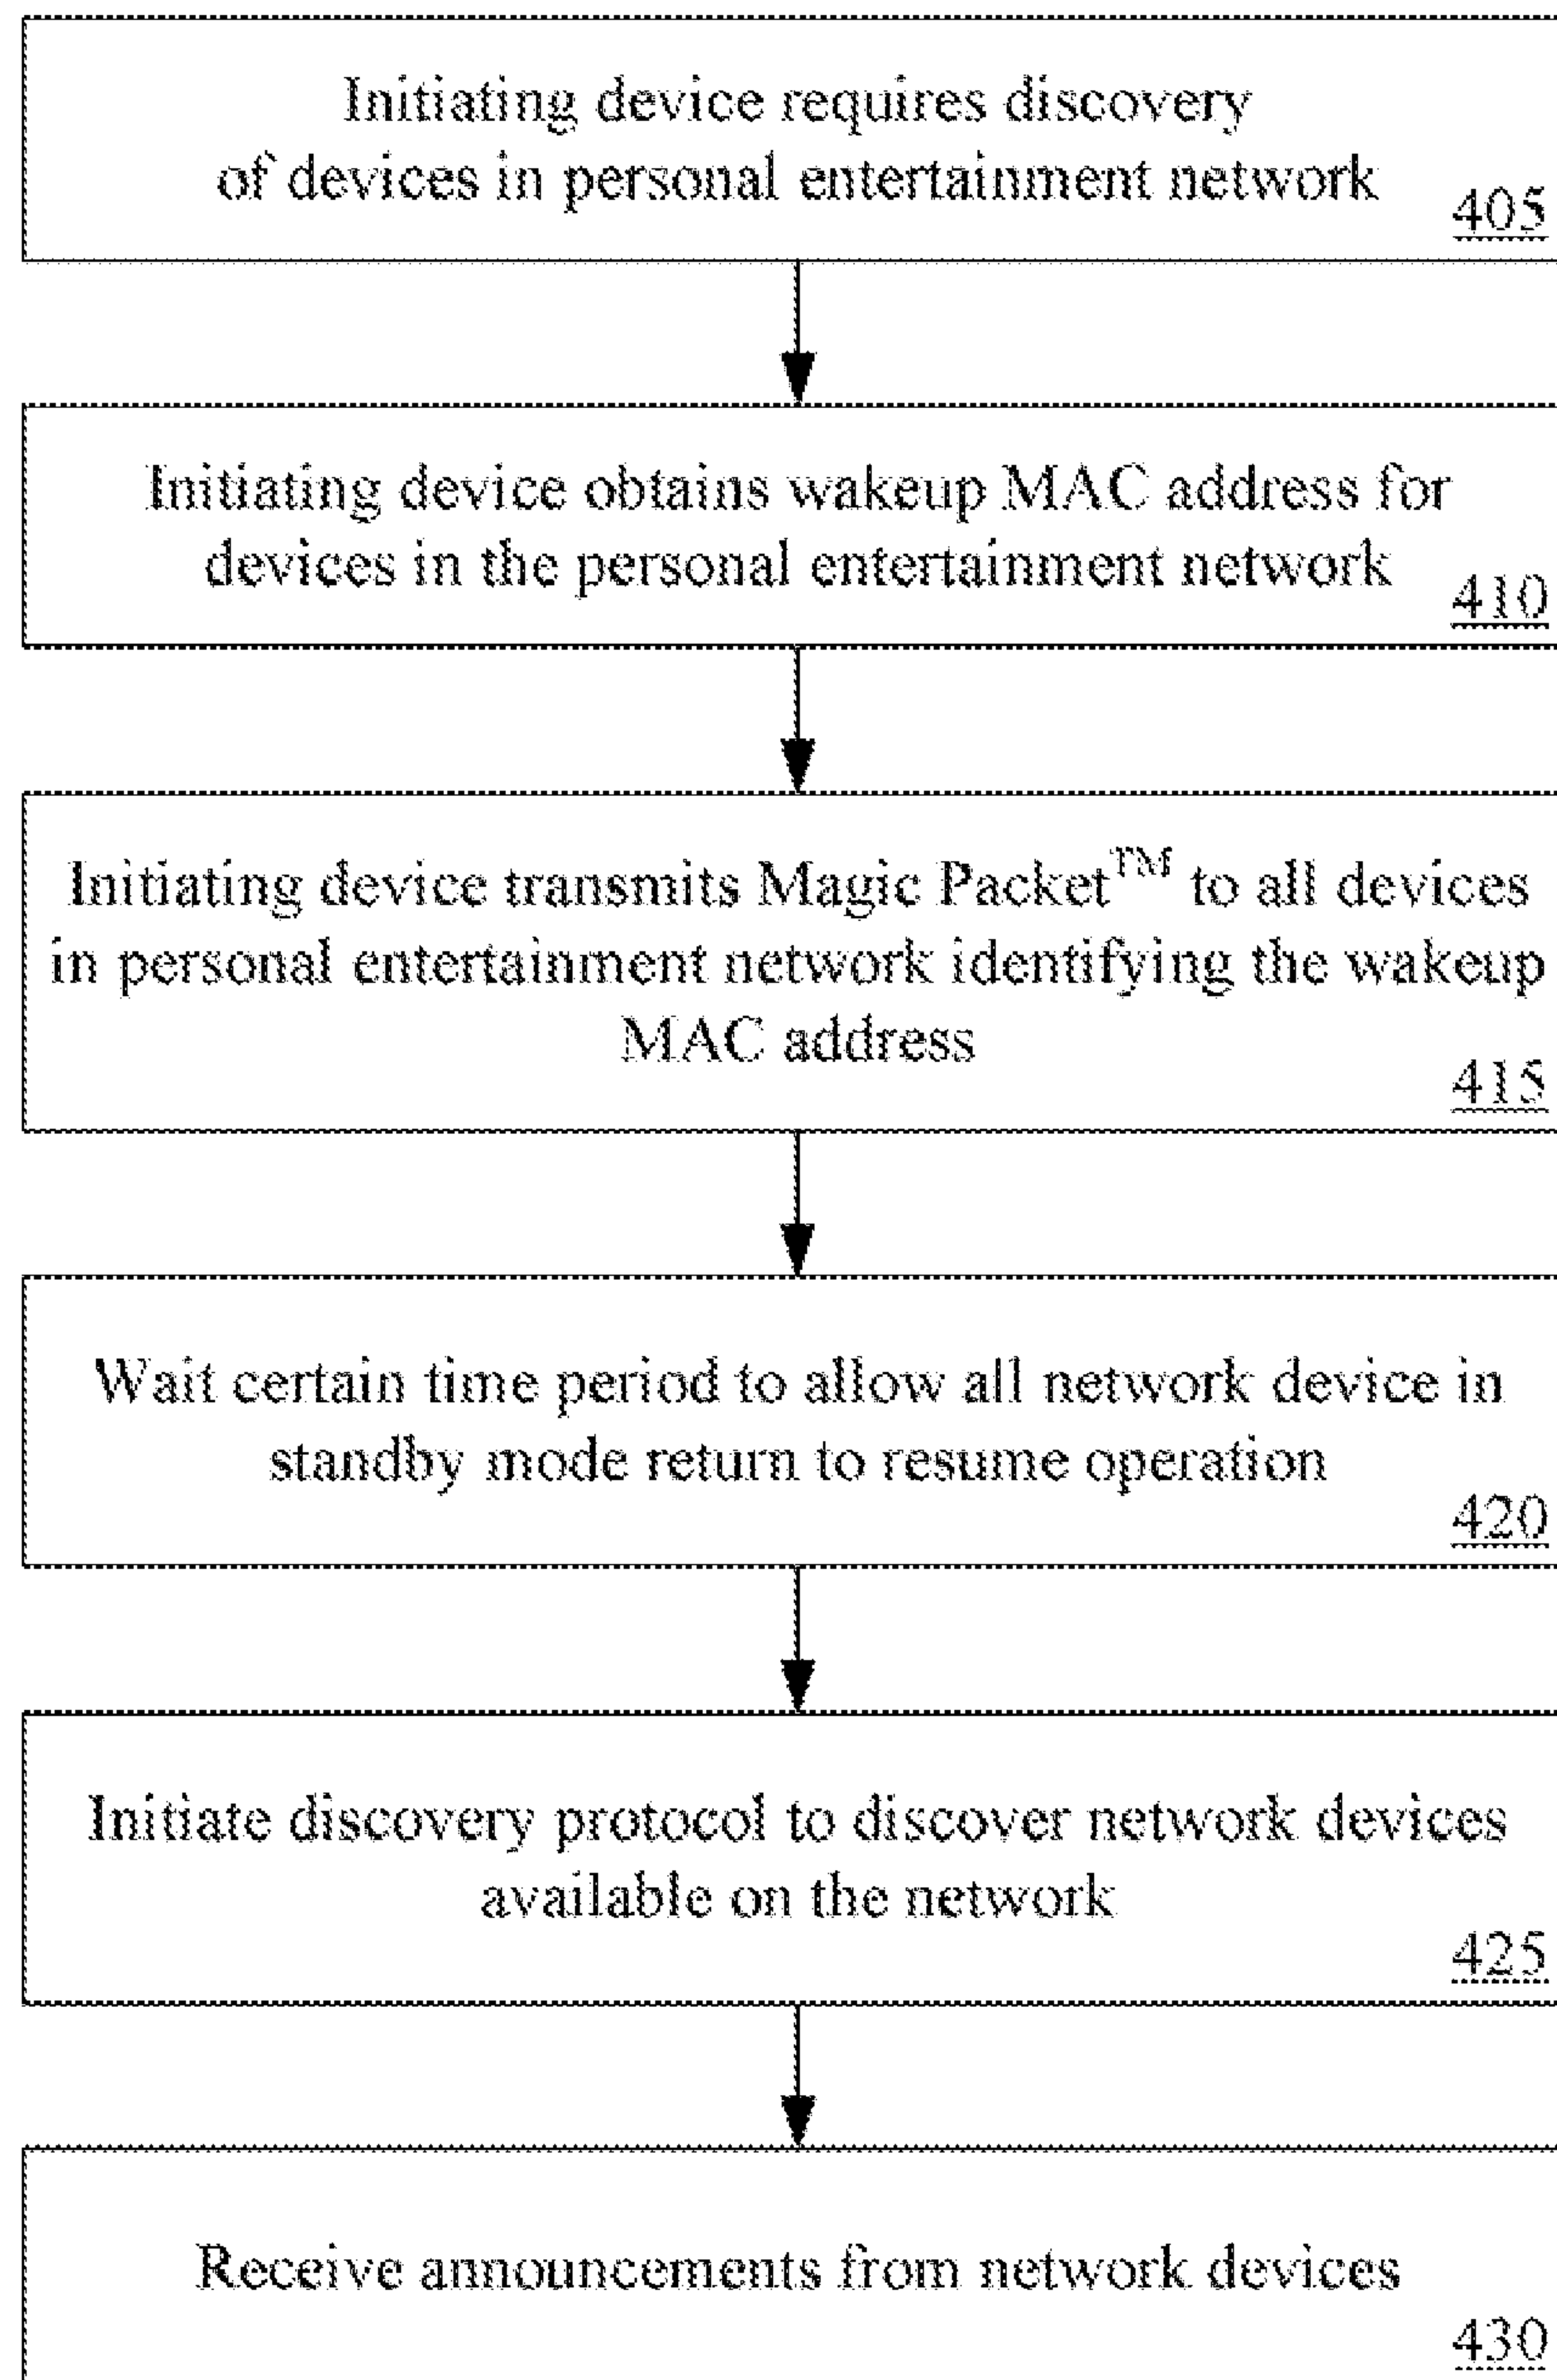 Initiating device requires discovery
of devices in personal entertainment network
405
Initiating device obtains wakeup MAC address for
devices in the personal entertainment network
410
Initiating device transmits Magic Packet™ to all devices
in personal entertainment network identifying the wakeup
MAC address
415
Wait certain time period to allow all network device in
standby mode return to resume operation
420
Initiate discovery protocol to discover network devices
available on the network
425
Receive announcements from network devices
430